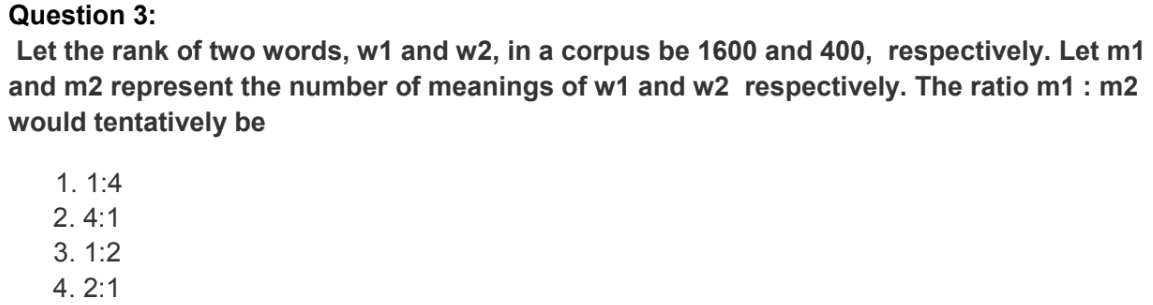 Question 3:
Let the rank of two words, w1 and w2, in a corpus be 1600 and 400, respectively. Let m1
and m2 represent the number of meanings of w1 and w2 respectively. The ratio m1 : m2
would tentatively be
1. 1:4
2. 4:1
3. 1:2
4. 2:1